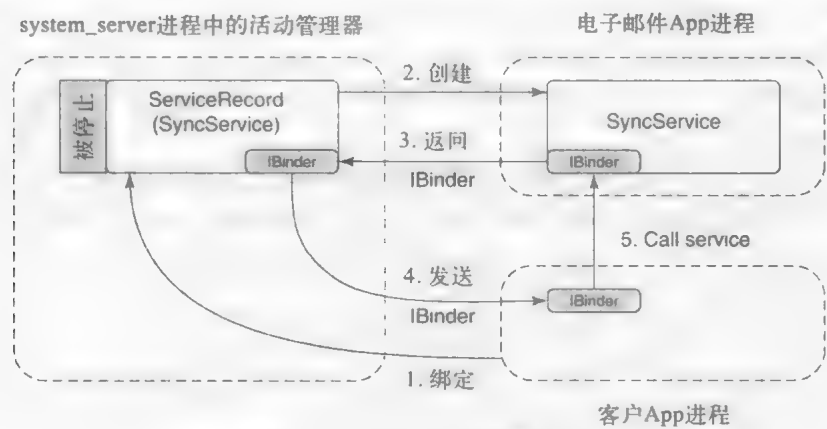 system_server进程中的活动管理器
电子邮件App进程
被停止
ServiceRecord
(SyncService)
IBinder
2. 创建
SyncService
3. 返回
IBinder
IBinder
5. Call service
4. 发送
IBinder
IBinder
1. 绑定
客户App进程